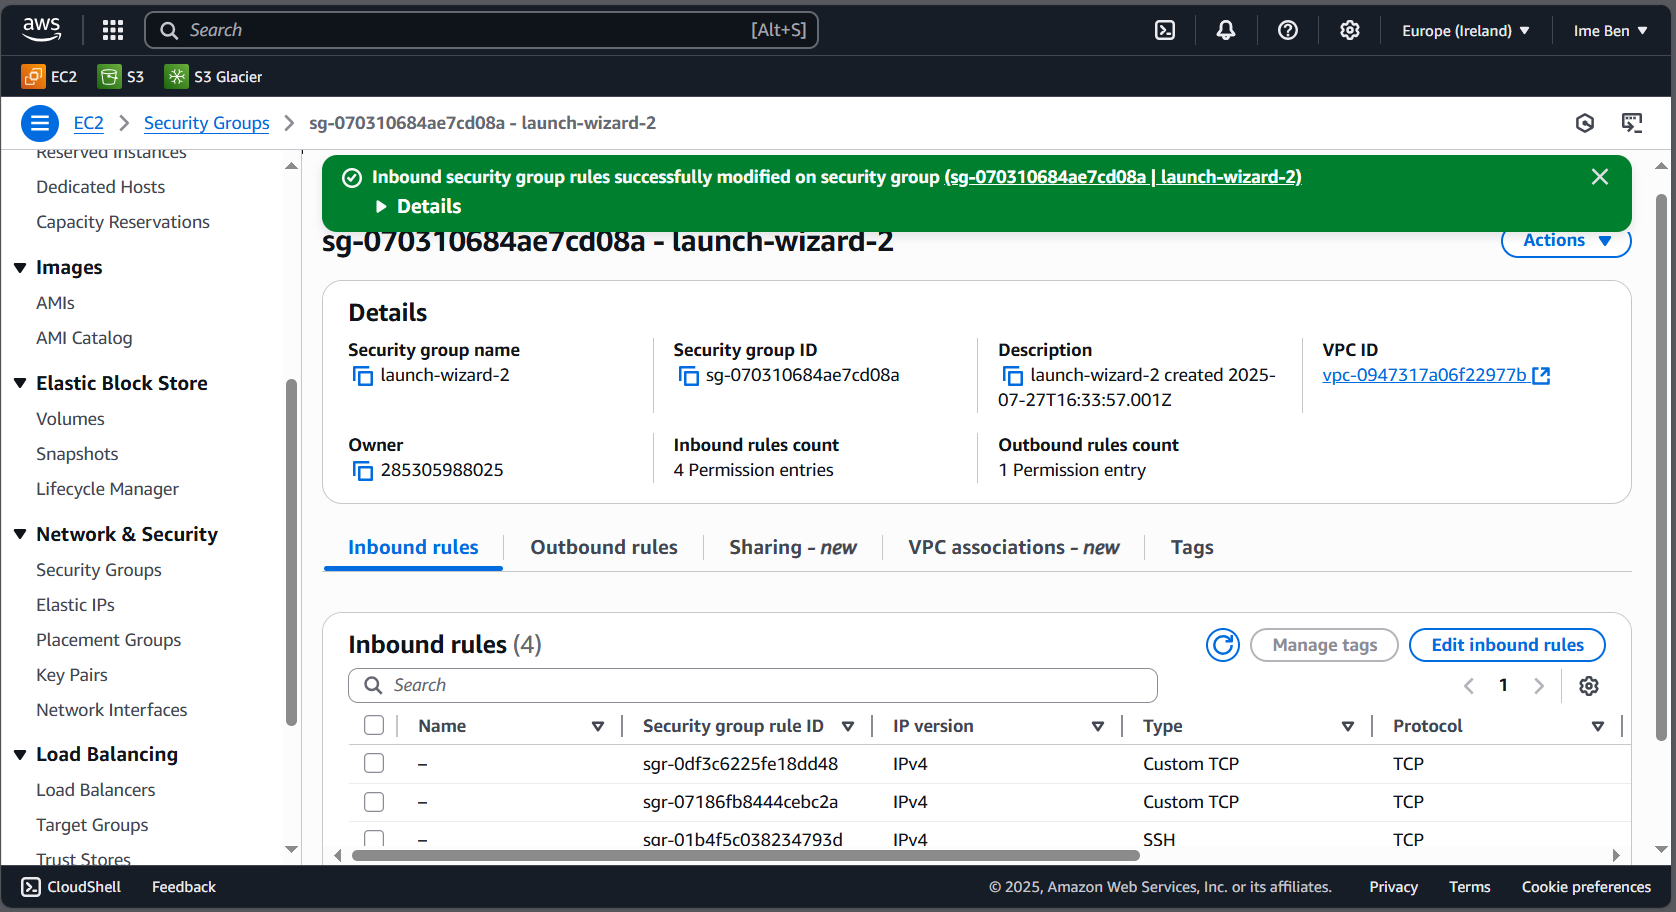 aws
Search
[Alt+S]
Europe (Ireland)
Ime Ben
EC2
S3
S3 Glacier
EC2
Security Groups
sg-070310684ae7cd08a - launch-wizard-2
Reserved Instances
Dedicated Hosts
Capacity Reservations
Images
AMIs
AMI Catalog
Elastic Block Store
Volumes
Snapshots
Lifecycle Manager
Network & Security
Security Groups
Elastic IPs
Placement Groups
Key Pairs
Network Interfaces
Load Balancing
Load Balancers
Target Groups
Trust Stores
Inbound security group rules successfully modified on security group (sg-070310684ae7cd08a | launch-wizard-2)
Details
sg-070310684ae7cd08a - launch-wizard-2
Actions
Details
Security group name
launch-wizard-2
Security group ID
sg-070310684ae7cd08a
Description
launch-wizard-2 created 2025-
07-27T16:33:57.001Z
VPC ID
vpc-0947317a06f22977b
Owner
285305988025
Inbound rules count
4 Permission entries
Outbound rules count
1 Permission entry
Inbound rules
Outbound rules
Sharing - new
VPC associations - new
Tags
Inbound rules (4)
Manage tags
Edit inbound rules
Search
1
Name
Security group rule ID
IP version
Type
Protocol
– sgr-0df3c6225fe18dd48 IPv4 Custom TCP TCP
– sgr-07186fb8444cebc2a IPv4 Custom TCP TCP
– sgr-01b4f5c038234793d IPv4 SSH TCP
CloudShell
Feedback
© 2025, Amazon Web Services, Inc. or its affiliates.
Privacy
Terms
Cookie preferences